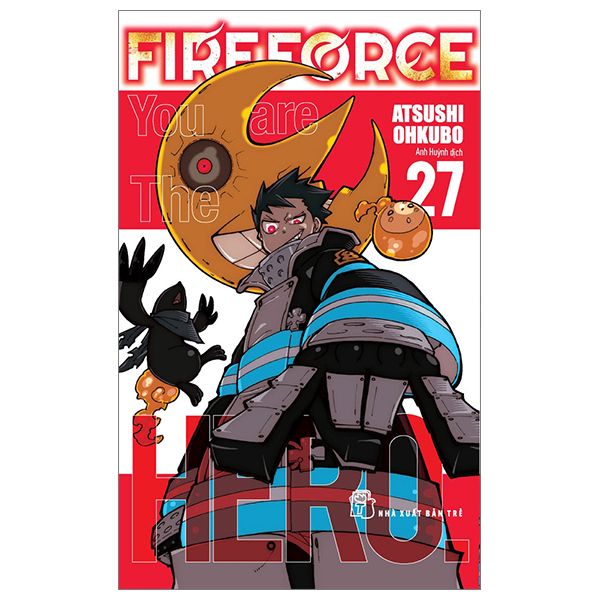 FIRE FORCE
You are
The
HERO.
ATSUSHI
OHKUBO
Anh Huỳnh dịch
27
NHÀ XUẤT BẢN TRẺ